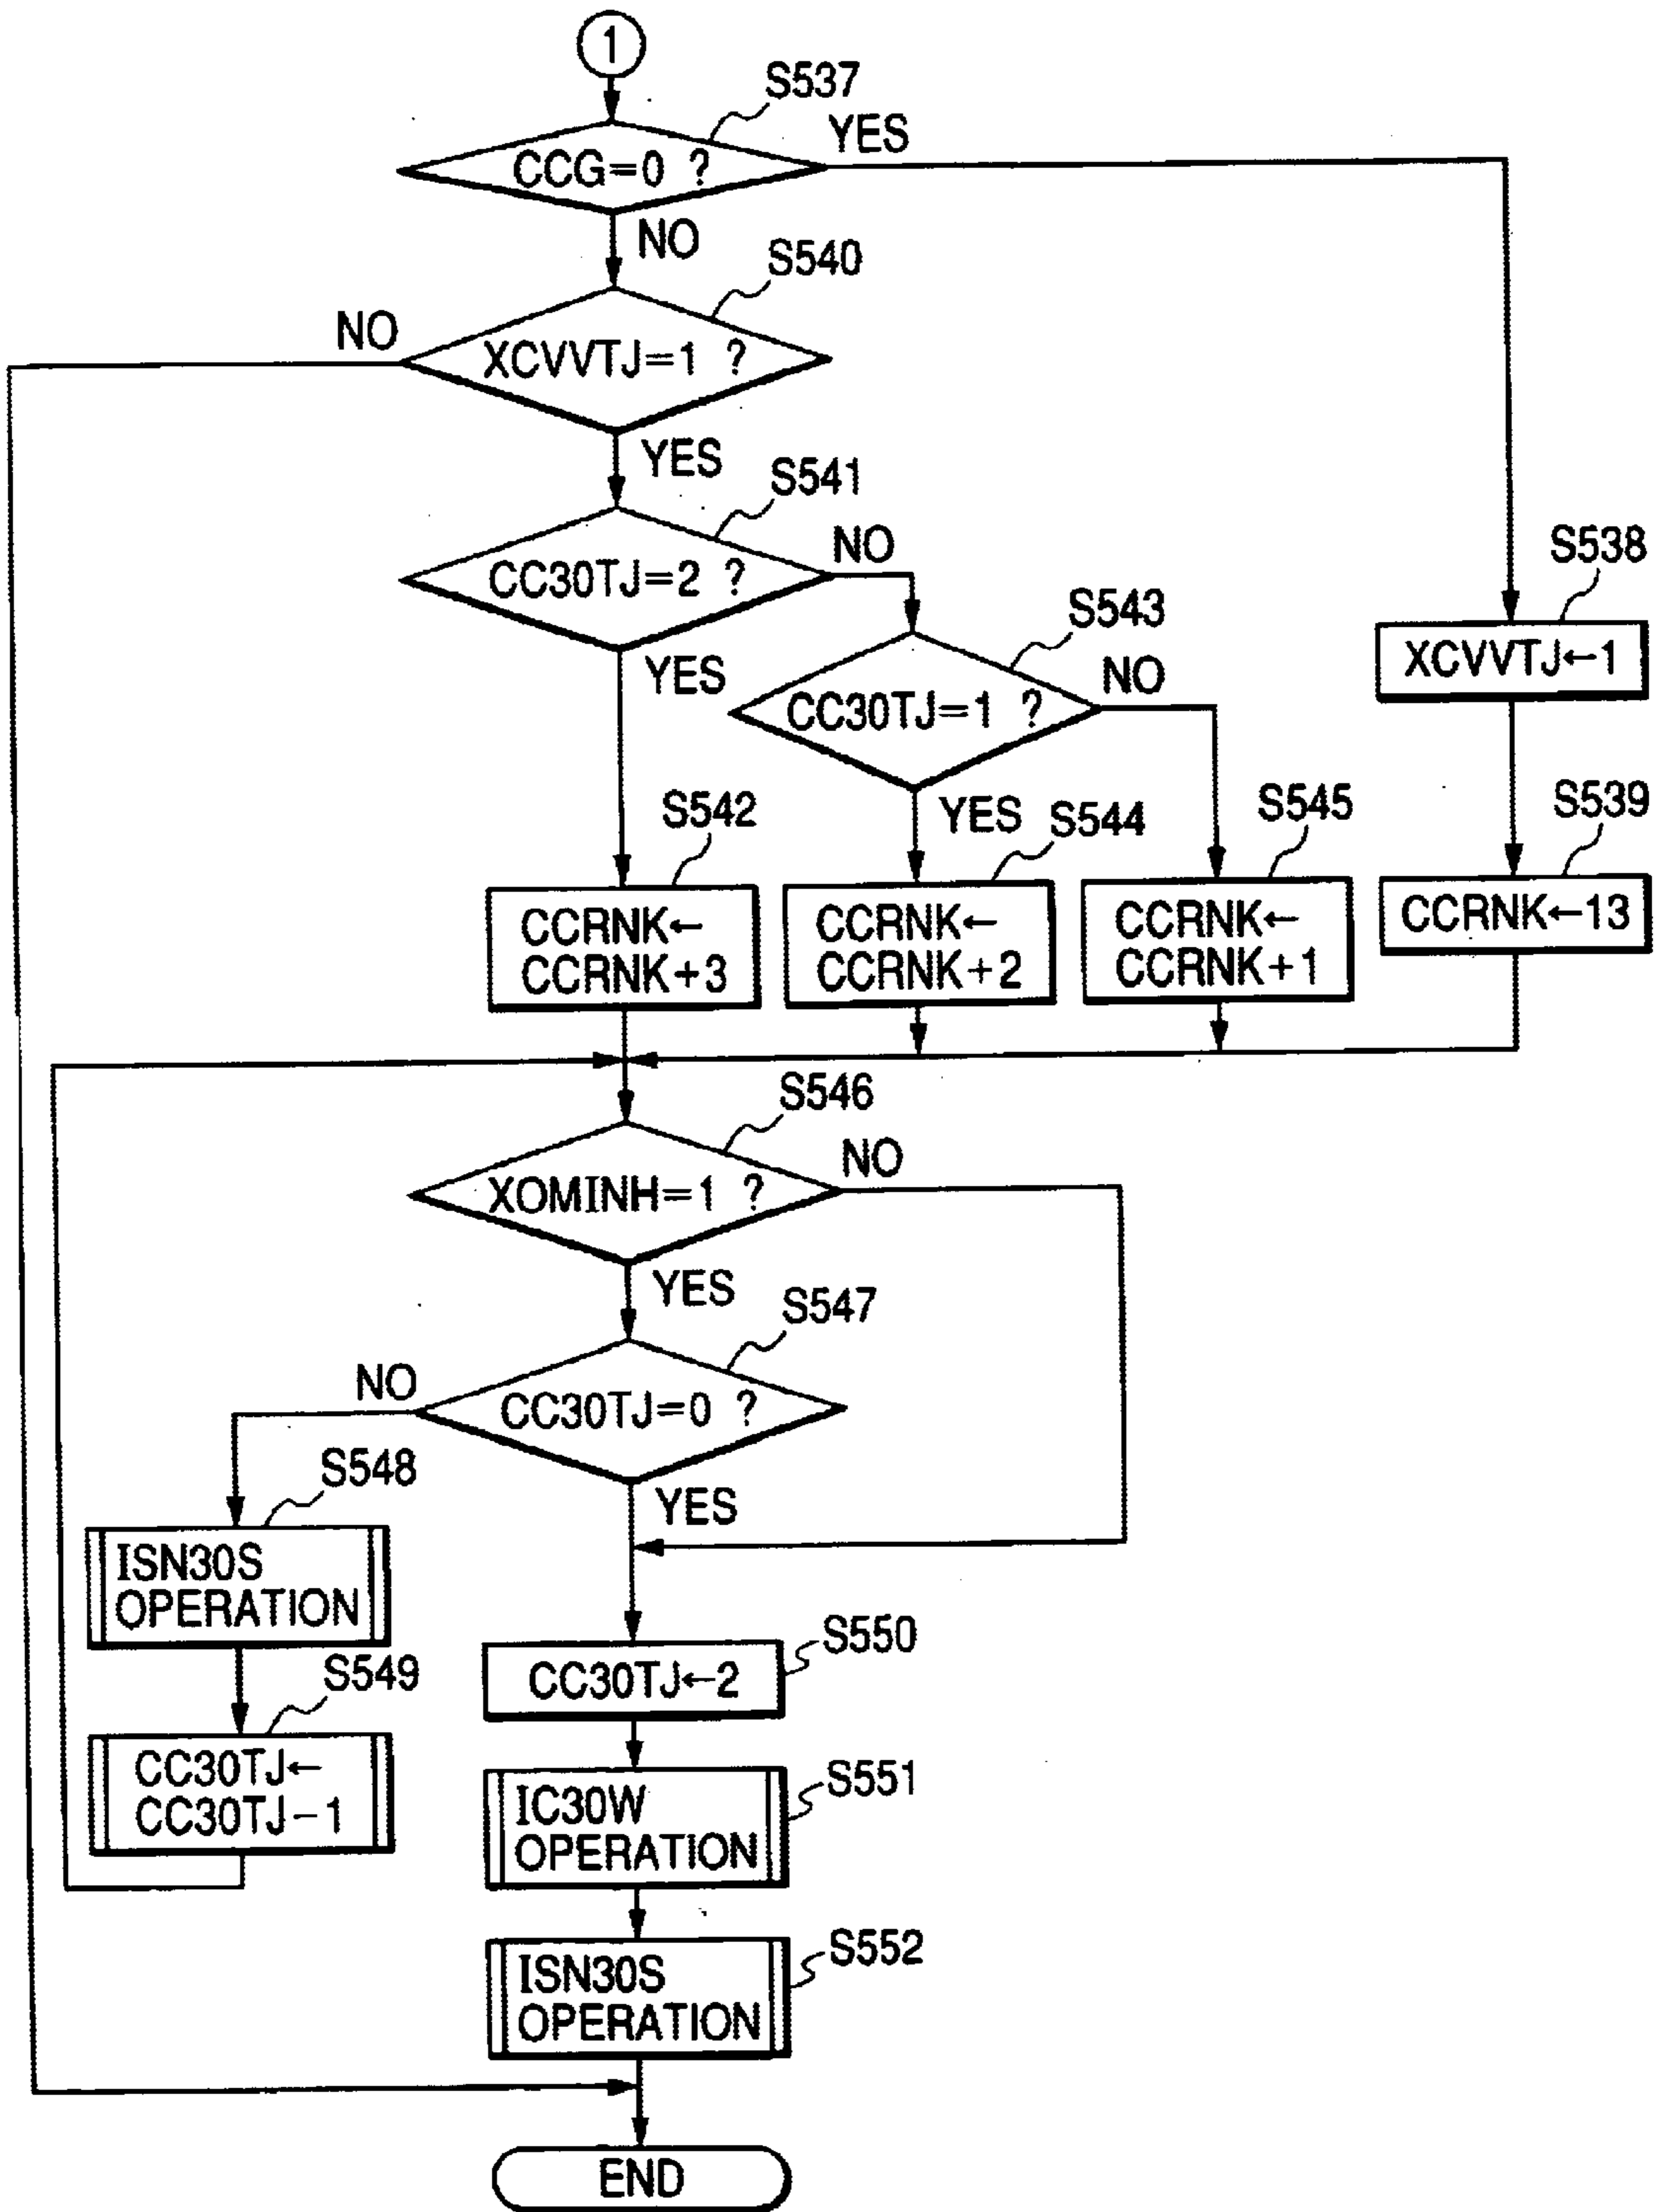 1
S537
CCG=0 ?
YES
NO
S540
NO
XCVVTJ=1 ?
YES
S541
NO
CC30TJ=2 ?
S538
S543
YES
NO
XCVVTJ←1
CC30TJ=1 ?
S542
YES
S544
S545
S539
CCRNK←
CCRNK+3
CCRNK←
CCRNK+2
CCRNK←
CCRNK+1
CCRNK←13
S546
NO
XOMINH=1 ?
YES
S547
NO
CC30TJ=0 ?
S548
YES
ISN30S
OPERATION
S550
S549
CC30TJ←2
CC30TJ←
CC30TJ−1
S551
IC30W
OPERATION
S552
ISN30S
OPERATION
END